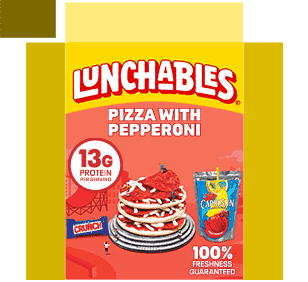 LUNCHABLES
PIZZA WITH
PEPPERONI
13G
PROTEIN
PER SERVING
CRUNCH
CAPRI SUN
100%
FRESHNESS
GUARANTEED